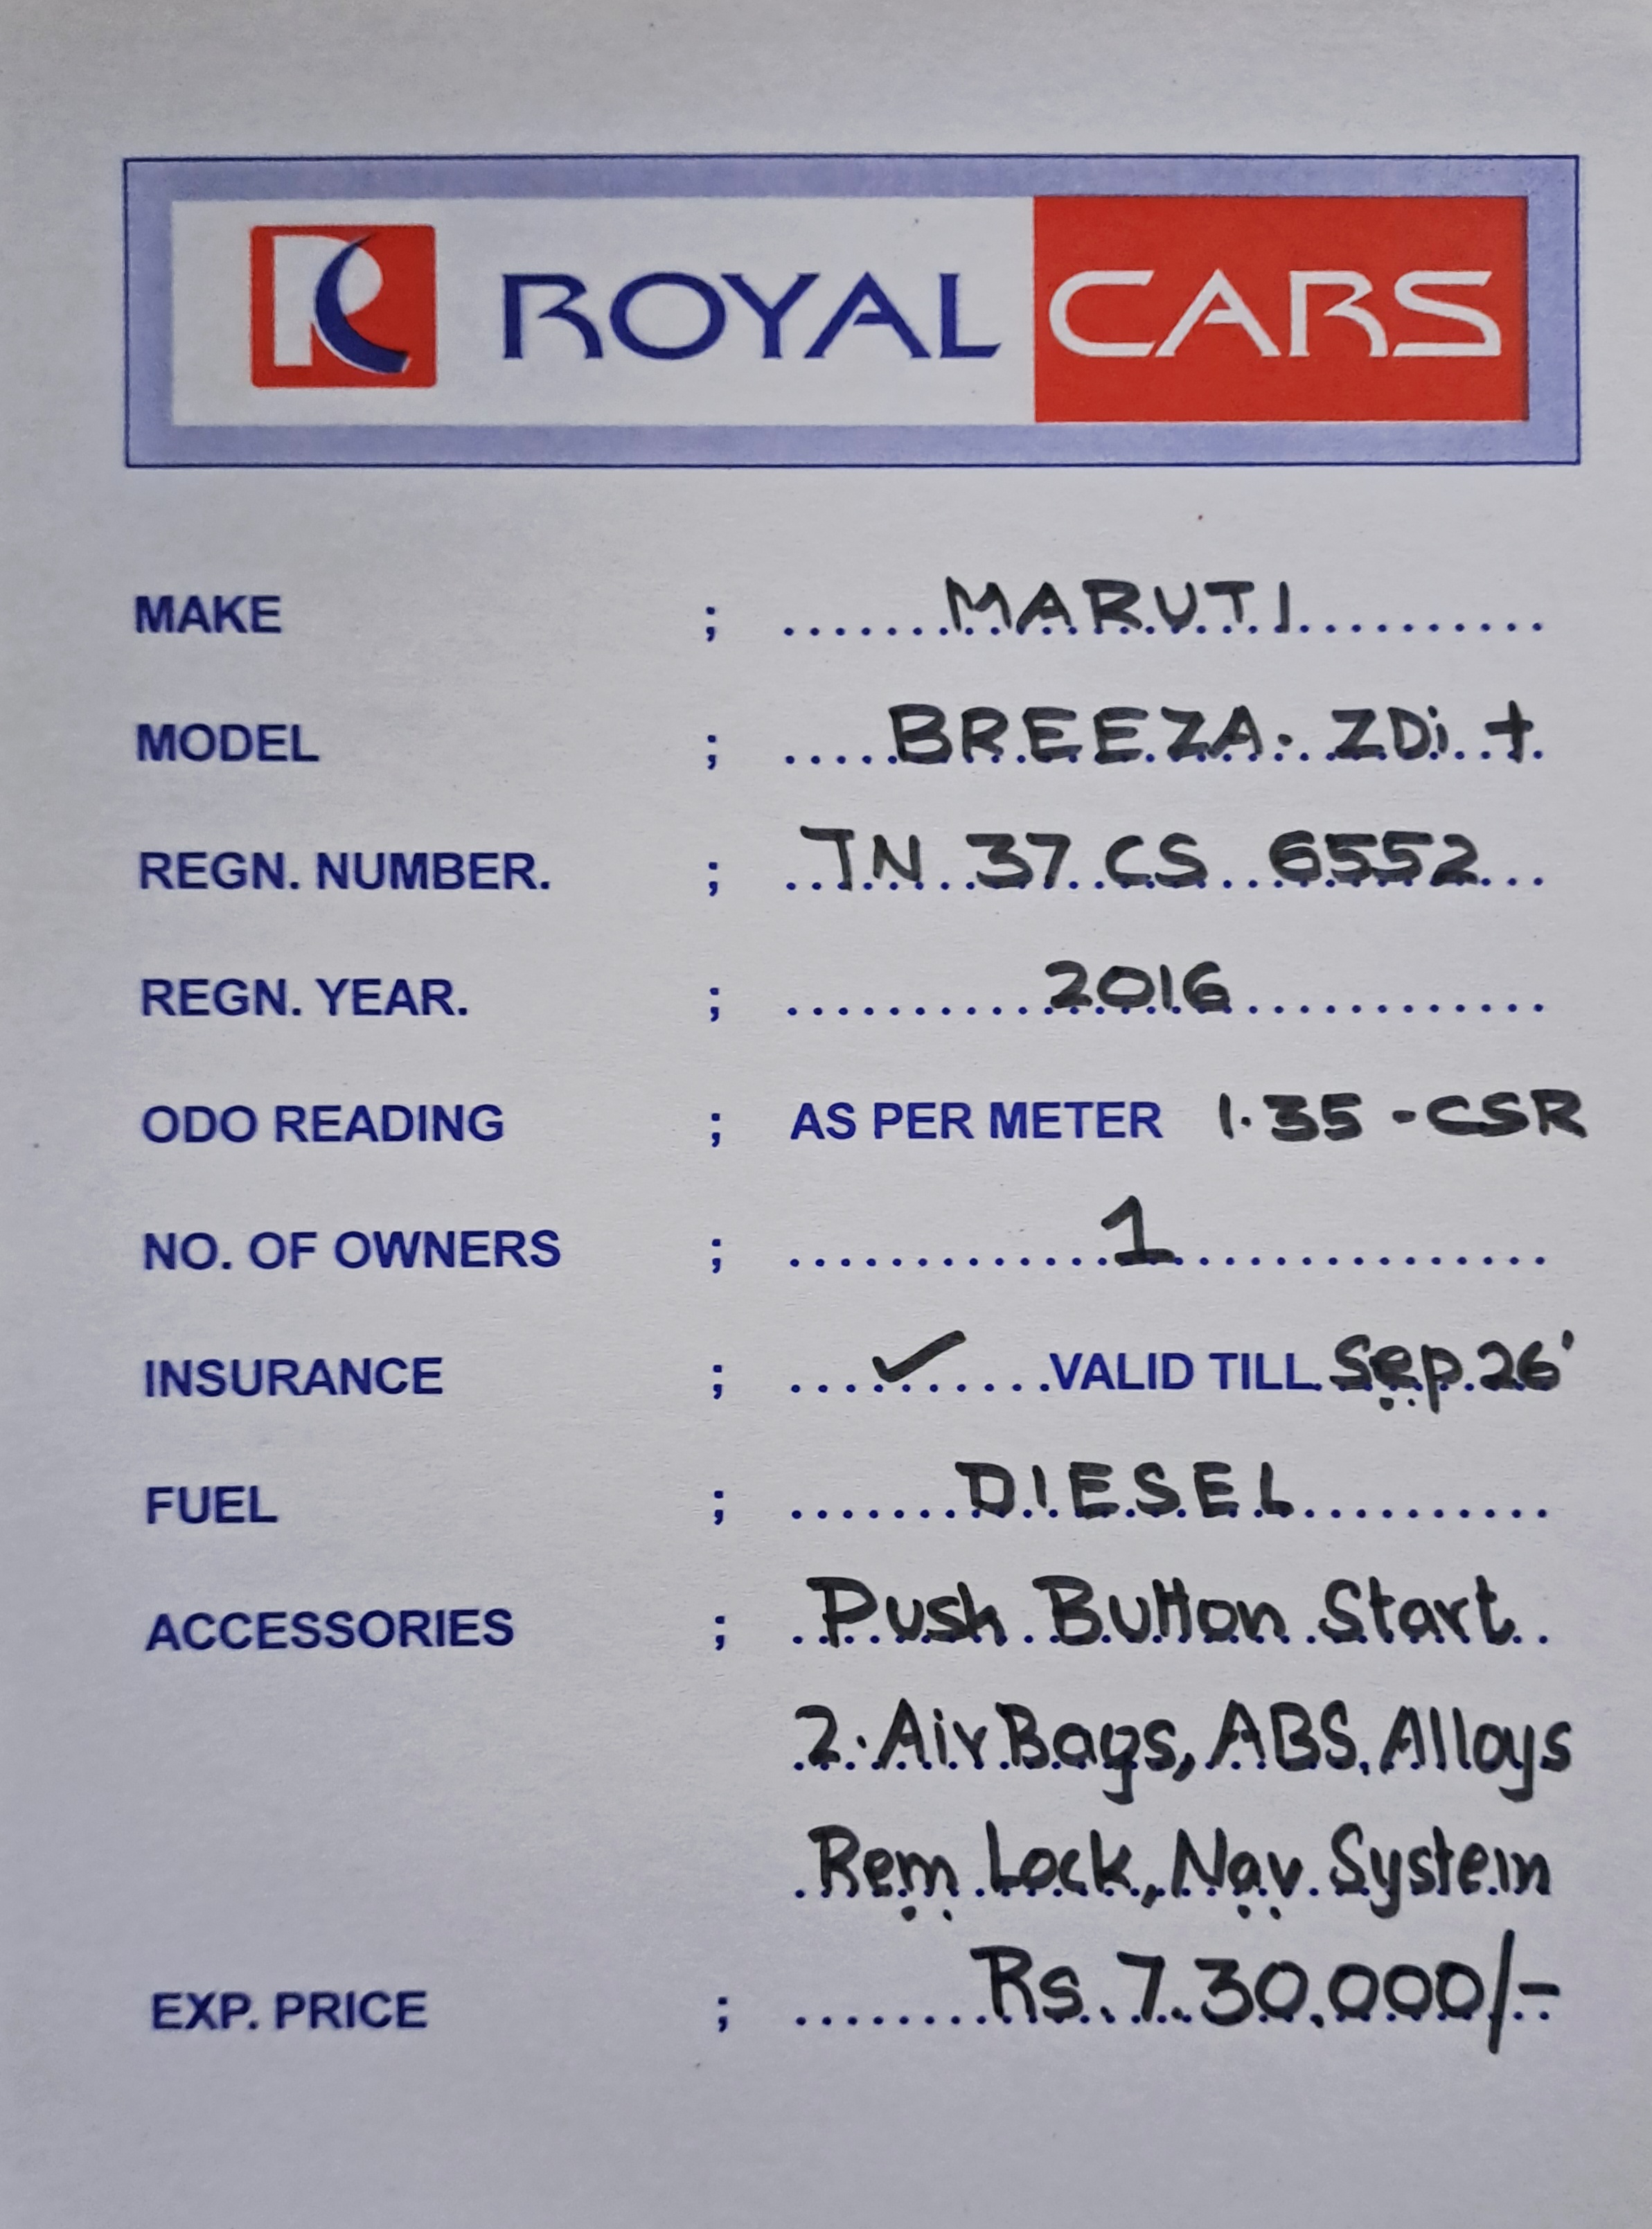 R ROYAL CARS
MAKE ; MARUTI
MODEL ; BREEZA. ZDi +
REGN. NUMBER. ; TN 37 CS 6552
REGN. YEAR. ; 2016
ODO READING ; AS PER METER 1.35 - CSR
NO. OF OWNERS ; 1
INSURANCE ; ✓ VALID TILL Sep 26'
FUEL ; DIESEL
ACCESSORIES ; Push Button Start
2. Air Bags, ABS, Alloys
Rem Lock, Nav System
EXP. PRICE ; Rs. 7.30.000/-